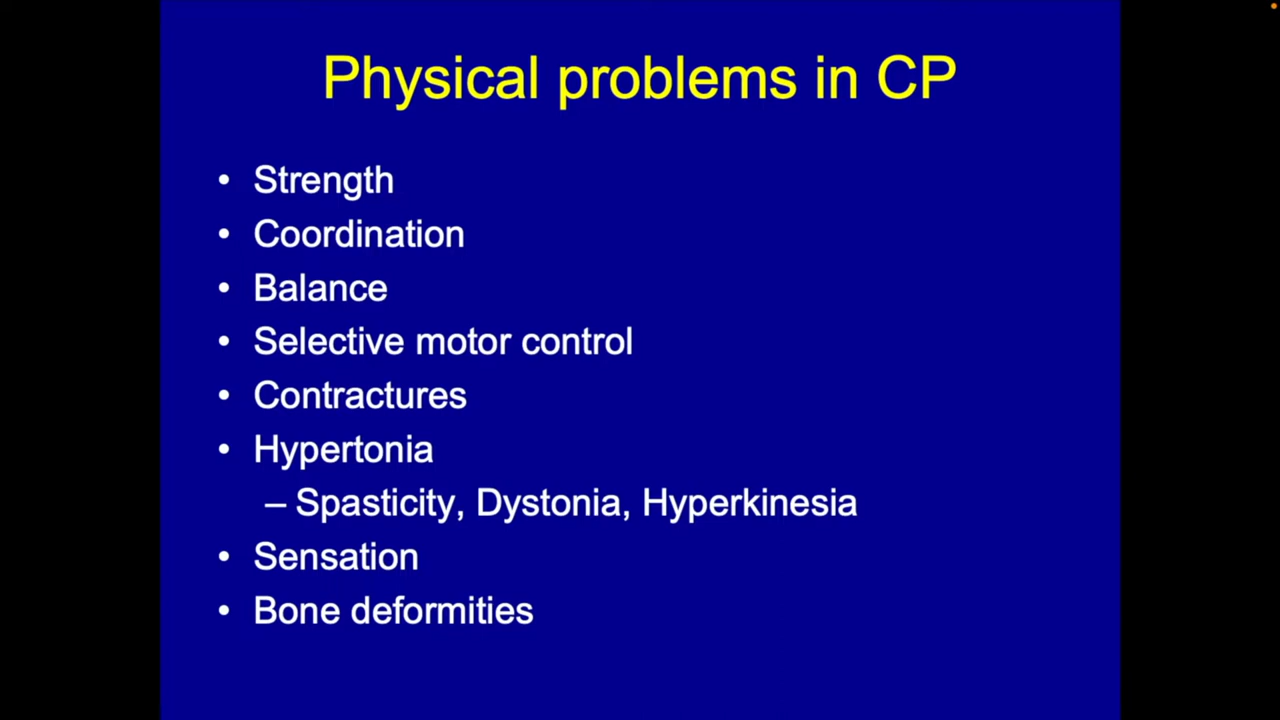 Physical problems in CP
• Strength
• Coordination
• Balance
• Selective motor control
• Contractures
• Hypertonia
– Spasticity, Dystonia, Hyperkinesia
• Sensation
• Bone deformities